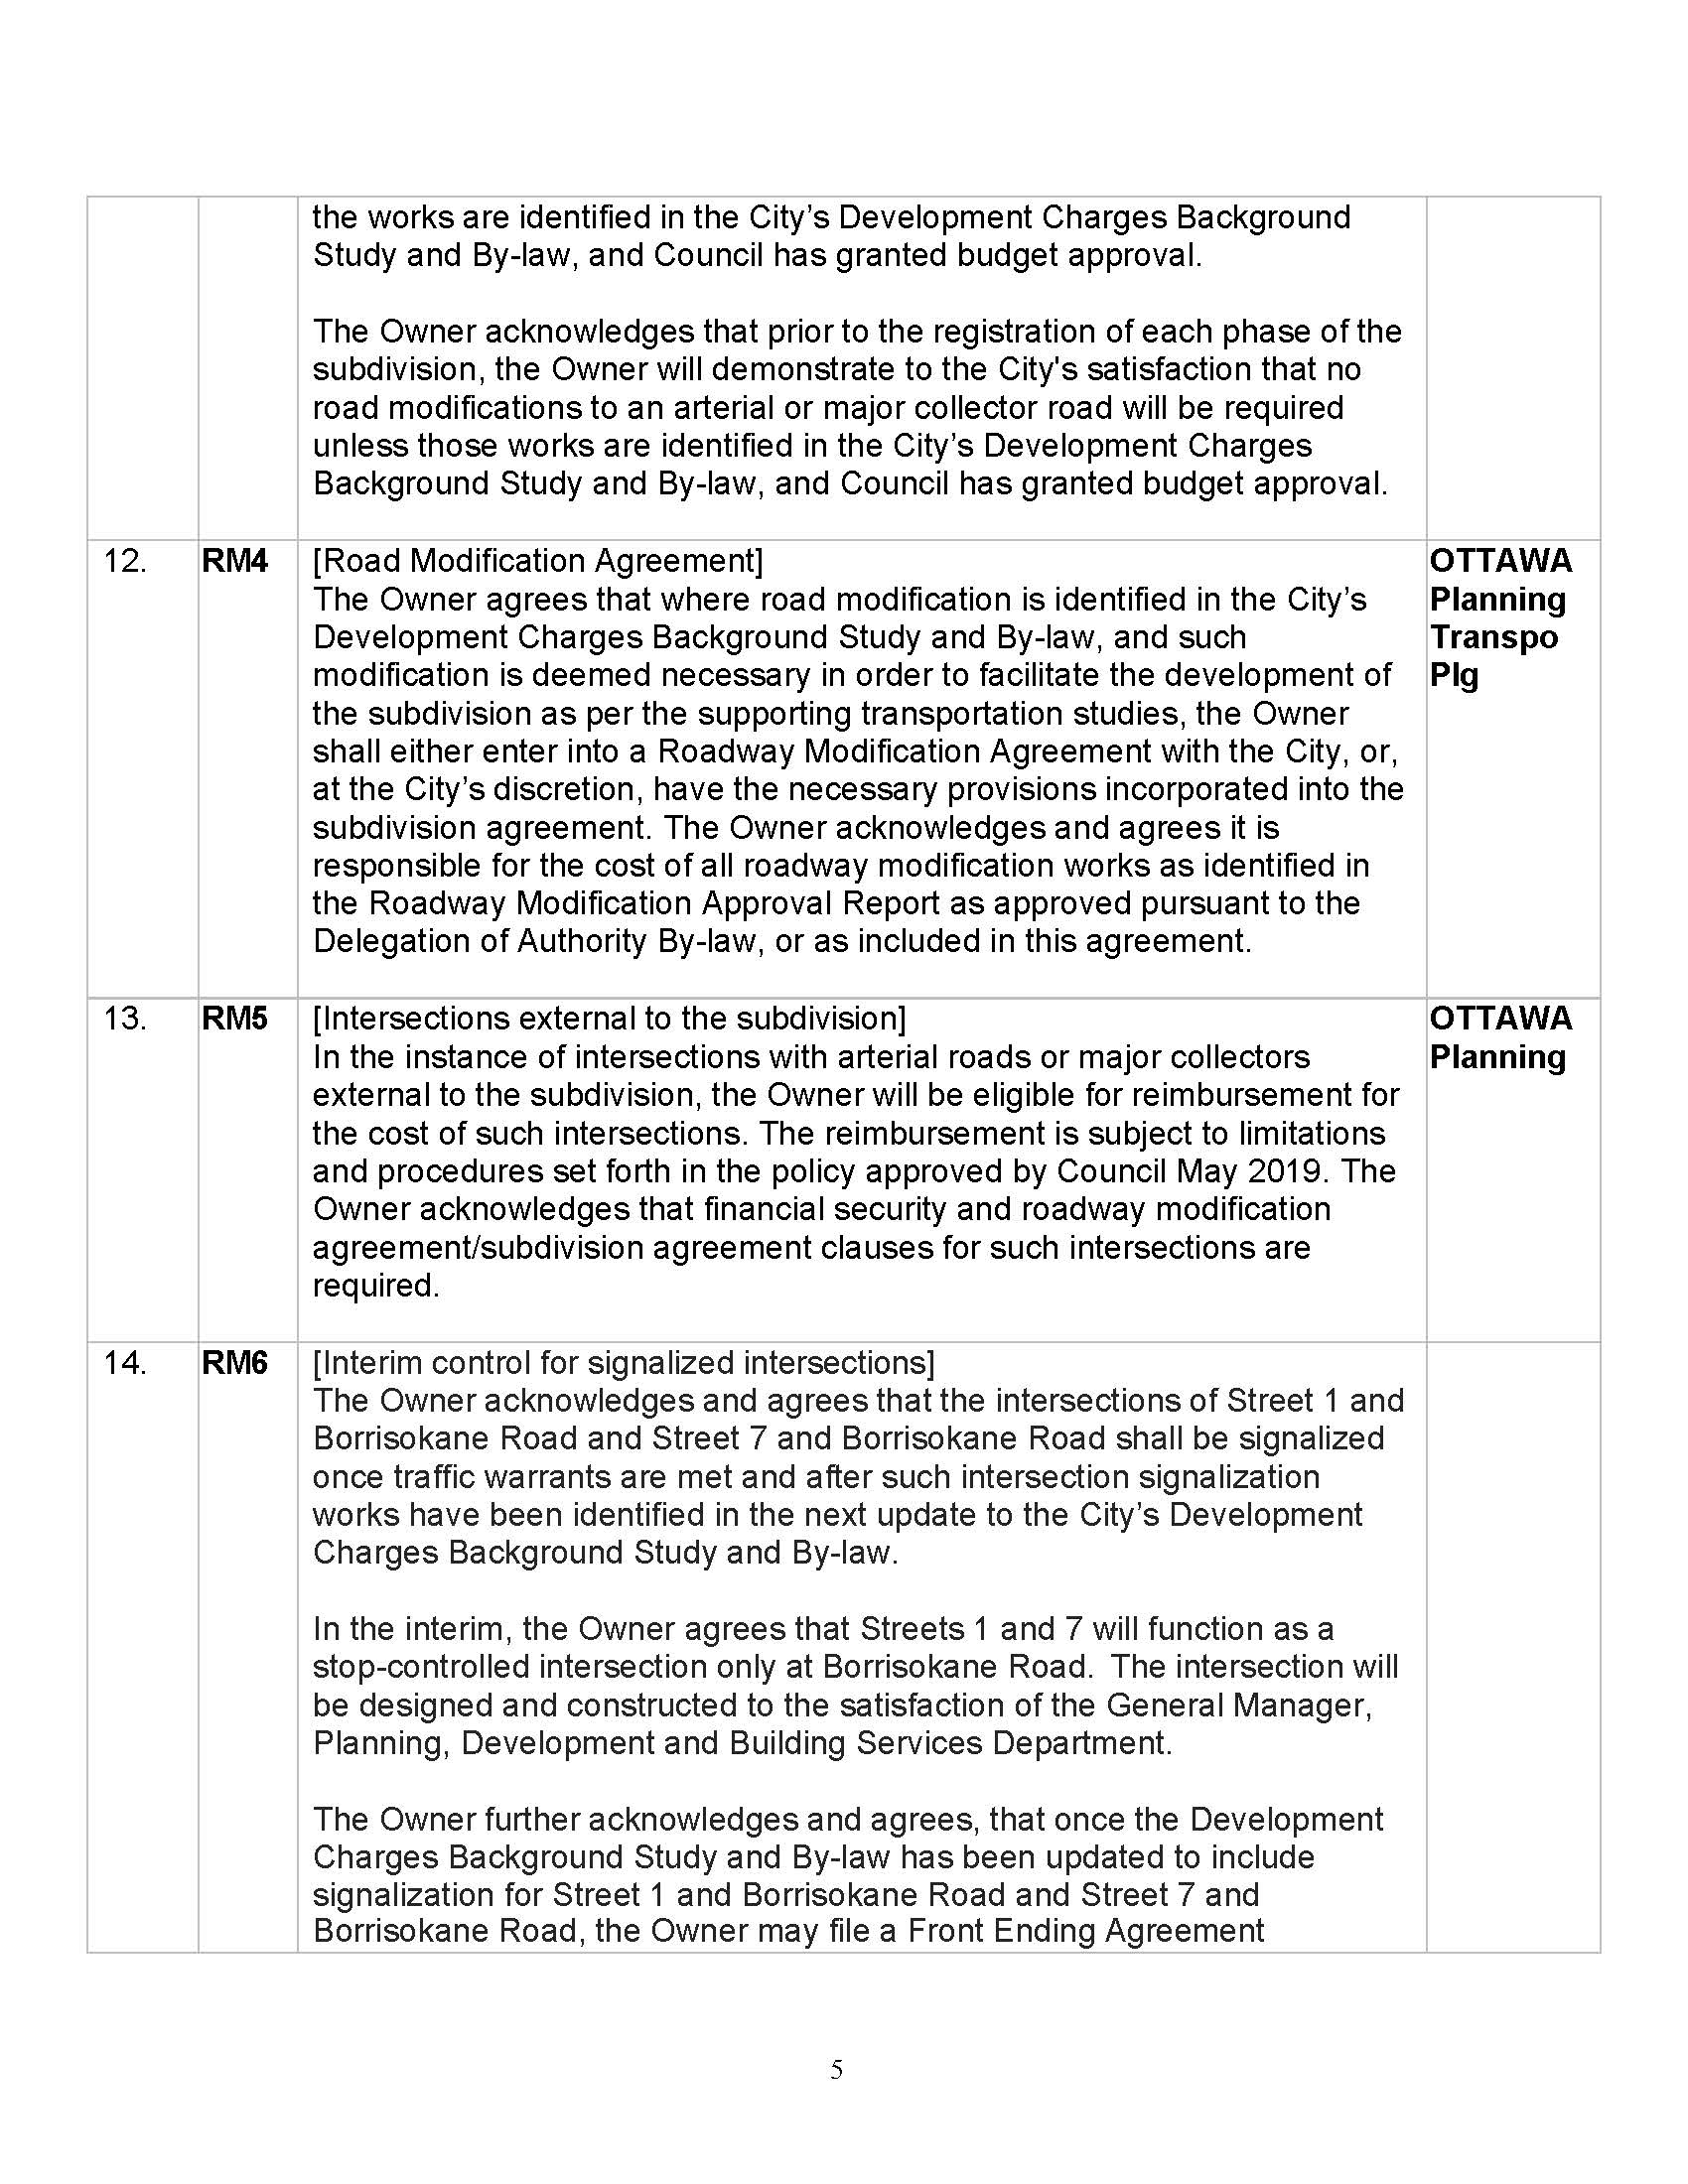 the works are identified in the City’s Development Charges Background
Study and By-law, and Council has granted budget approval.
The Owner acknowledges that prior to the registration of each phase of the
subdivision, the Owner will demonstrate to the City's satisfaction that no
road modifications to an arterial or major collector road will be required
unless those works are identified in the City’s Development Charges
Background Study and By-law, and Council has granted budget approval.
12. RM4 [Road Modification Agreement] OTTAWA
The Owner agrees that where road modification is identified in the City’s Planning
Development Charges Background Study and By-law, and such Transpo
modification is deemed necessary in order to facilitate the development of Plg
the subdivision as per the supporting transportation studies, the Owner
shall either enter into a Roadway Modification Agreement with the City, or,
at the City’s discretion, have the necessary provisions incorporated into the
subdivision agreement. The Owner acknowledges and agrees it is
responsible for the cost of all roadway modification works as identified in
the Roadway Modification Approval Report as approved pursuant to the
Delegation of Authority By-law, or as included in this agreement.
13. RM5 [Intersections external to the subdivision] OTTAWA
In the instance of intersections with arterial roads or major collectors Planning
external to the subdivision, the Owner will be eligible for reimbursement for
the cost of such intersections. The reimbursement is subject to limitations
and procedures set forth in the policy approved by Council May 2019. The
Owner acknowledges that financial security and roadway modification
agreement/subdivision agreement clauses for such intersections are
required.
14. RM6 [Interim control for signalized intersections]
The Owner acknowledges and agrees that the intersections of Street 1 and
Borrisokane Road and Street 7 and Borrisokane Road shall be signalized
once traffic warrants are met and after such intersection signalization
works have been identified in the next update to the City’s Development
Charges Background Study and By-law.
In the interim, the Owner agrees that Streets 1 and 7 will function as a
stop-controlled intersection only at Borrisokane Road.  The intersection will
be designed and constructed to the satisfaction of the General Manager,
Planning, Development and Building Services Department.
The Owner further acknowledges and agrees, that once the Development
Charges Background Study and By-law has been updated to include
signalization for Street 1 and Borrisokane Road and Street 7 and
Borrisokane Road, the Owner may file a Front Ending Agreement
5